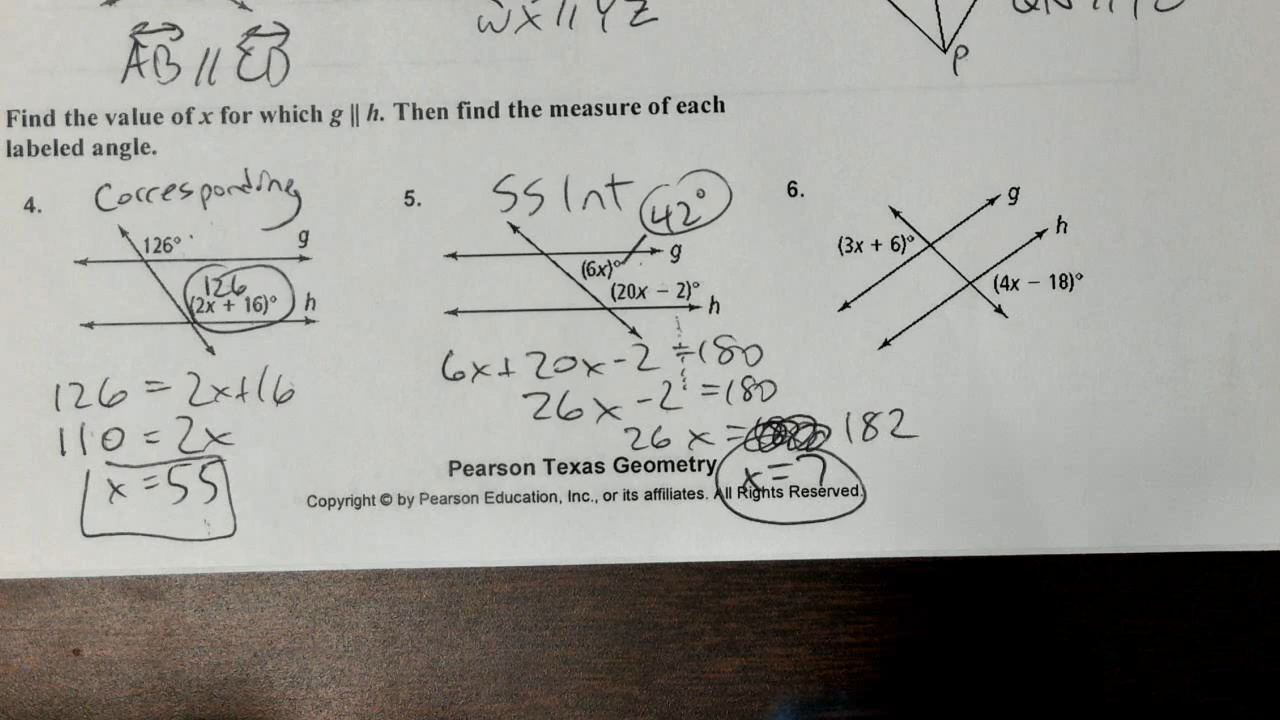 AB // ED
WX // YZ
P
Find the value of x for which g || h. Then find the measure of each
labeled angle.
4. Corresponding
126°
g
126
(2x + 16)°
h
126 = 2x+16
110 = 2x
x = 55
5. SS Int 42°
g
(6x)°
(20x − 2)°
h
6x+20x-2 = 180
26x -2 = 180
26x = 182
x = 7
6.
g
h
(3x + 6)°
(4x − 18)°
Pearson Texas Geometry
Copyright © by Pearson Education, Inc., or its affiliates. All Rights Reserved.